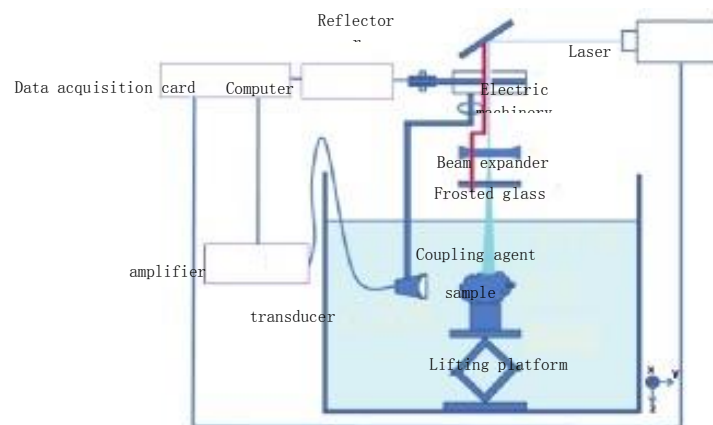 Reflector
Laser
Data acquisition card
Computer
Electric
machinery
Beam expander
Frosted glass
Coupling agent
amplifier
sample
transducer
Lifting platform
X
Y